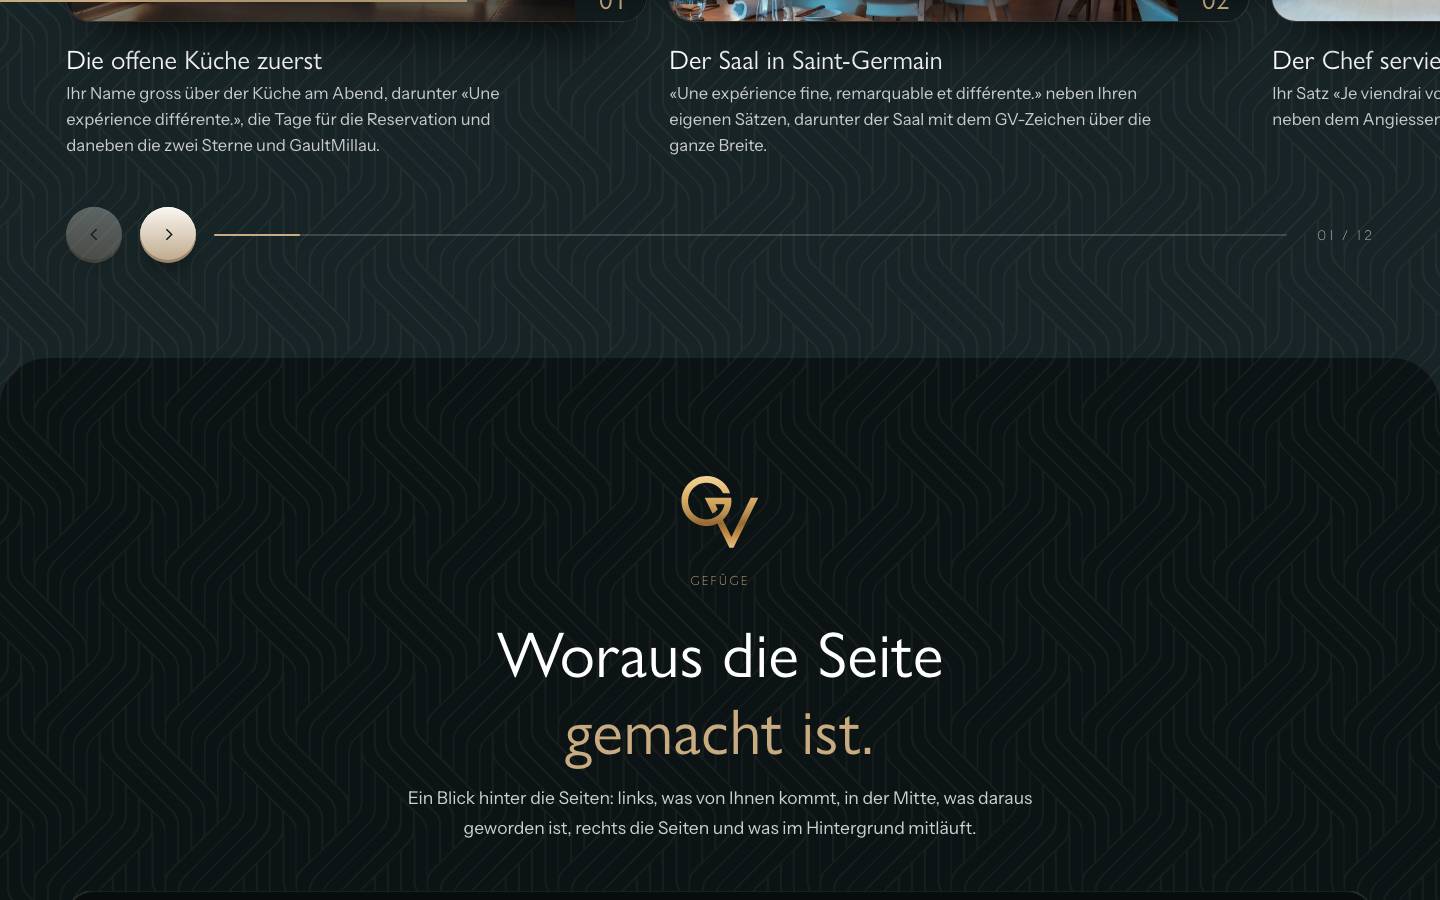 01
02
Die offene Küche zuerst
Ihr Name gross über der Küche am Abend, darunter «Une
expérience différente.», die Tage für die Reservation und
daneben die zwei Sterne und GaultMillau.
Der Saal in Saint-Germain
«Une expérience fine, remarquable et différente.» neben Ihren
eigenen Sätzen, darunter der Saal mit dem GV-Zeichen über die
ganze Breite.
Der Chef servie
Ihr Satz «Je viendrai vo
neben dem Angiesser
01 / 12
GV
GEFÜGE
Woraus die Seite
gemacht ist.
Ein Blick hinter die Seiten: links, was von Ihnen kommt, in der Mitte, was daraus
geworden ist, rechts die Seiten und was im Hintergrund mitläuft.